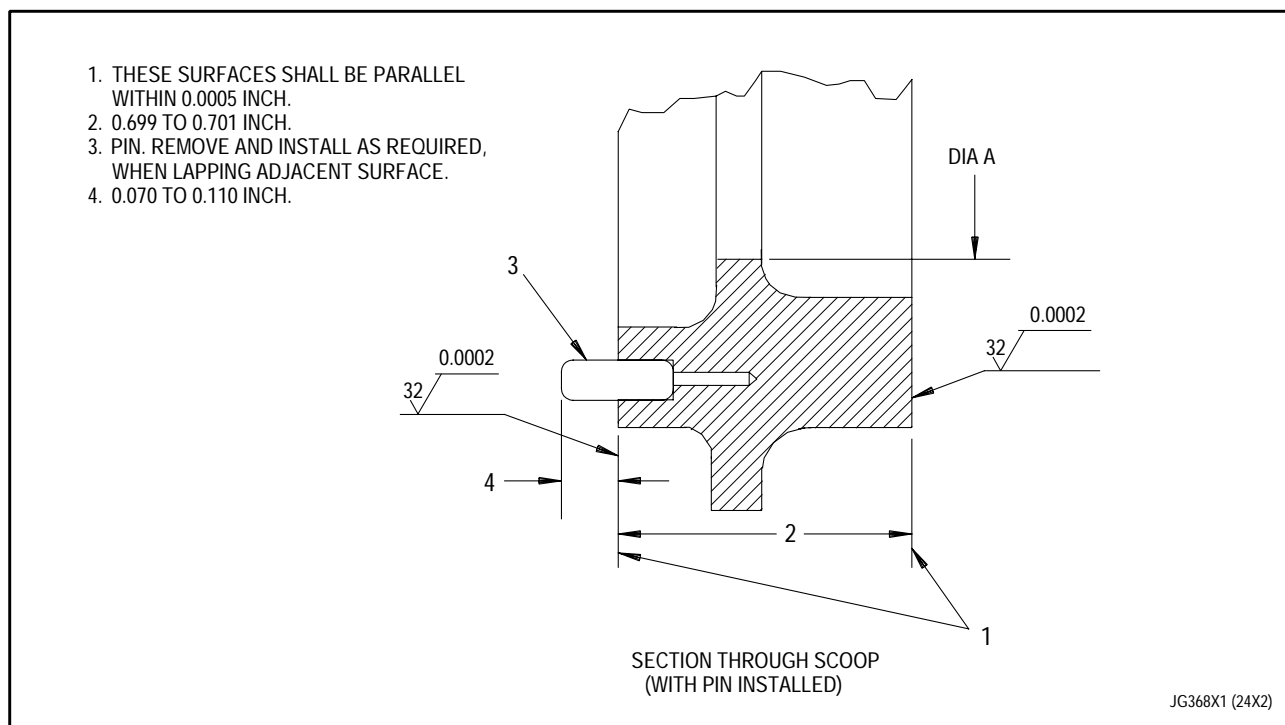 1. THESE SURFACES SHALL BE PARALLEL
WITHIN 0.0005 INCH.
2. 0.699 TO 0.701 INCH.
3. PIN. REMOVE AND INSTALL AS REQUIRED,
WHEN LAPPING ADJACENT SURFACE.
4. 0.070 TO 0.110 INCH.
DIA A
3
0.0002
32
0.0002
32
4
2
1
SECTION THROUGH SCOOP
(WITH PIN INSTALLED)
JG368X1 (24X2)